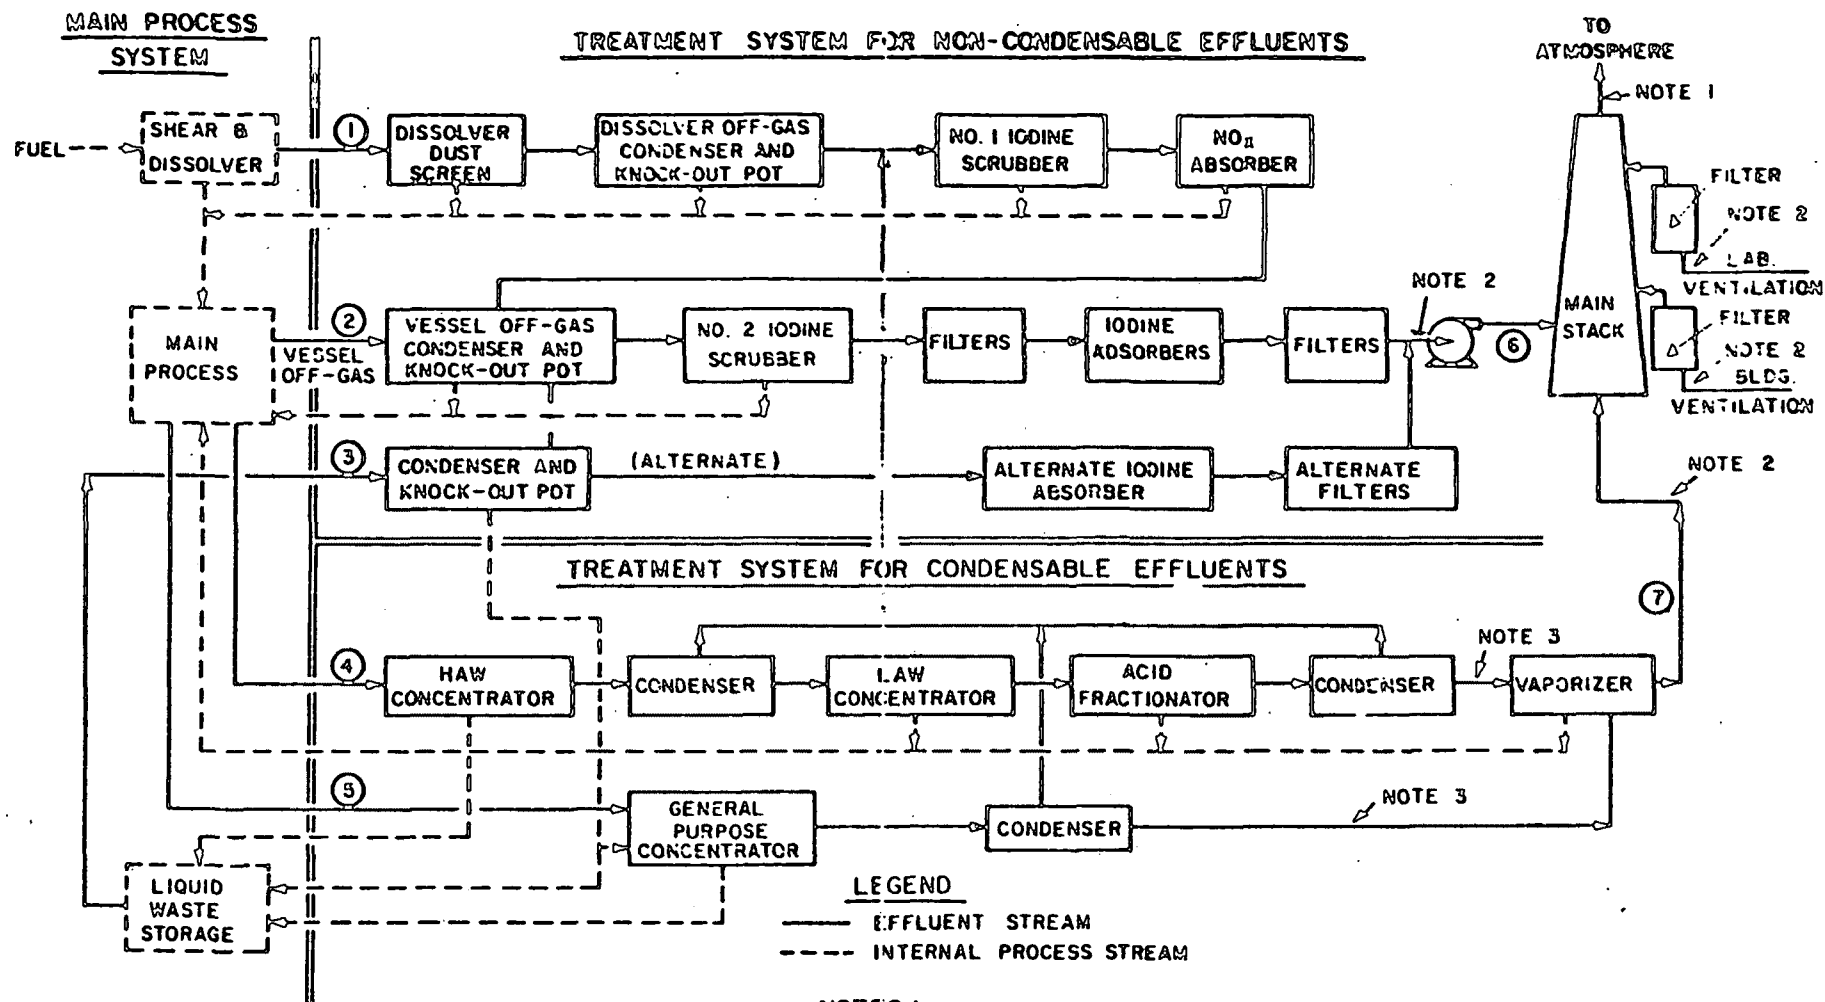 MAIN PROCESS
SYSTEM
TREATMENT SYSTEM FOR NON-CONDENSABLE EFFLUENTS
TO
ATMOSPHERE
NOTE 1
FUEL
SHEAR &
DISSOLVER
1
DISSOLVER
DUST
SCREEN
DISSOLVER OFF-GAS
CONDENSER AND
KNOCK-OUT POT
NO. 1 IODINE
SCRUBBER
NOx
ABSORBER
FILTER
NOTE 2
LAB.
VENTILATION
MAIN
PROCESS
2
VESSEL
OFF-GAS
VESSEL OFF-GAS
CONDENSER AND
KNOCK-OUT POT
NO. 2 IODINE
SCRUBBER
FILTERS
IODINE
ADSORBERS
FILTERS
NOTE 2
6
MAIN
STACK
FILTER
NOTE 2
BLDG.
VENTILATION
3
CONDENSER AND
KNOCK-OUT POT
(ALTERNATE)
ALTERNATE IODINE
ABSORBER
ALTERNATE
FILTERS
NOTE 2
TREATMENT SYSTEM FOR CONDENSABLE EFFLUENTS
7
4
HAW
CONCENTRATOR
CONDENSER
LAW
CONCENTRATOR
ACID
FRACTIONATOR
CONDENSER
NOTE 3
VAPORIZER
5
GENERAL
PURPOSE
CONCENTRATOR
CONDENSER
NOTE 3
LIQUID
WASTE
STORAGE
LEGEND
EFFLUENT STREAM
INTERNAL PROCESS STREAM